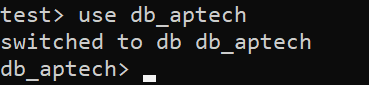 test> use db_aptech
switched to db db_aptech
db_aptech>